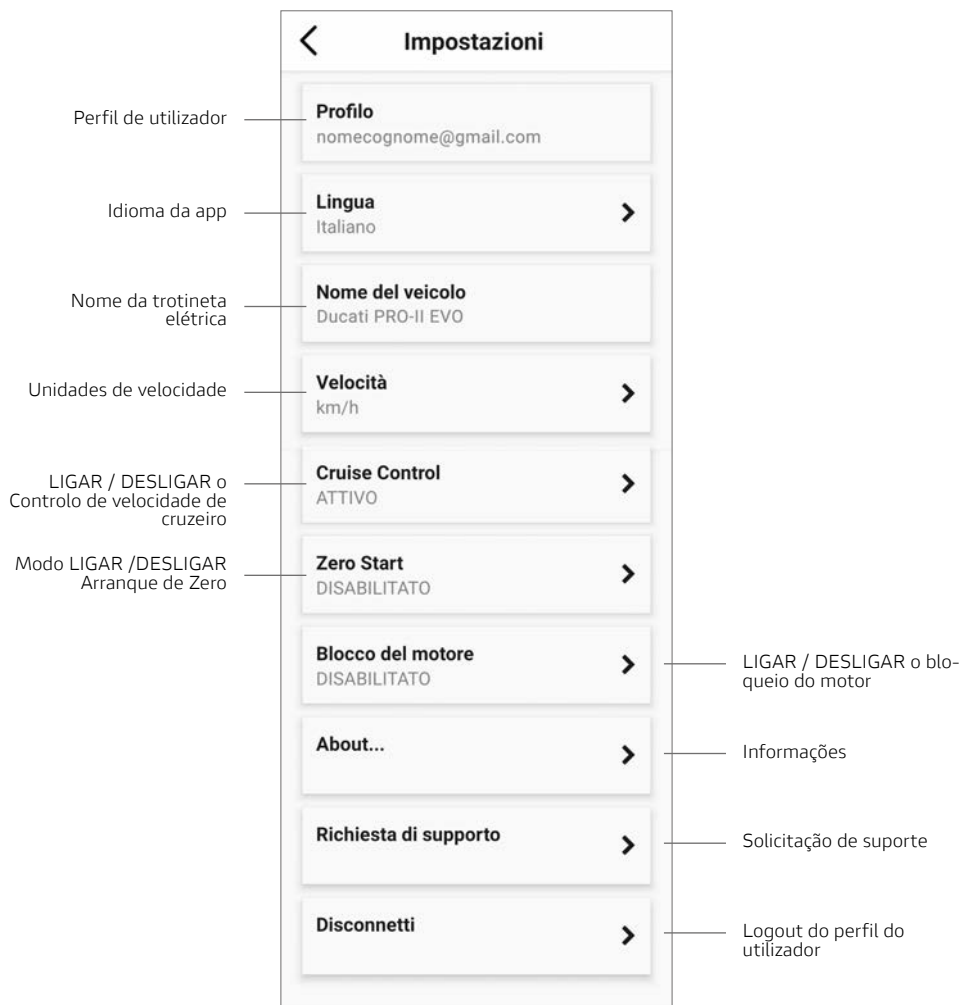 Impostazioni
Perfil de utilizador
Profilo
nomecognome@gmail.com
Idioma da app
Lingua
Italiano
Nome da trotineta
elétrica
Nome del veicolo
Ducati PRO-II EVO
Unidades de velocidade
Velocità
km/h
LIGAR / DESLIGAR o
Controlo de velocidade de
cruzeiro
Cruise Control
ATTIVO
Modo LIGAR /DESLIGAR
Arranque de Zero
Zero Start
DISABILITATO
Blocco del motore
DISABILITATO
LIGAR / DESLIGAR o blo-
queio do motor
About...
Informações
Richiesta di supporto
Solicitação de suporte
Disconnetti
Logout do perfil do
utilizador